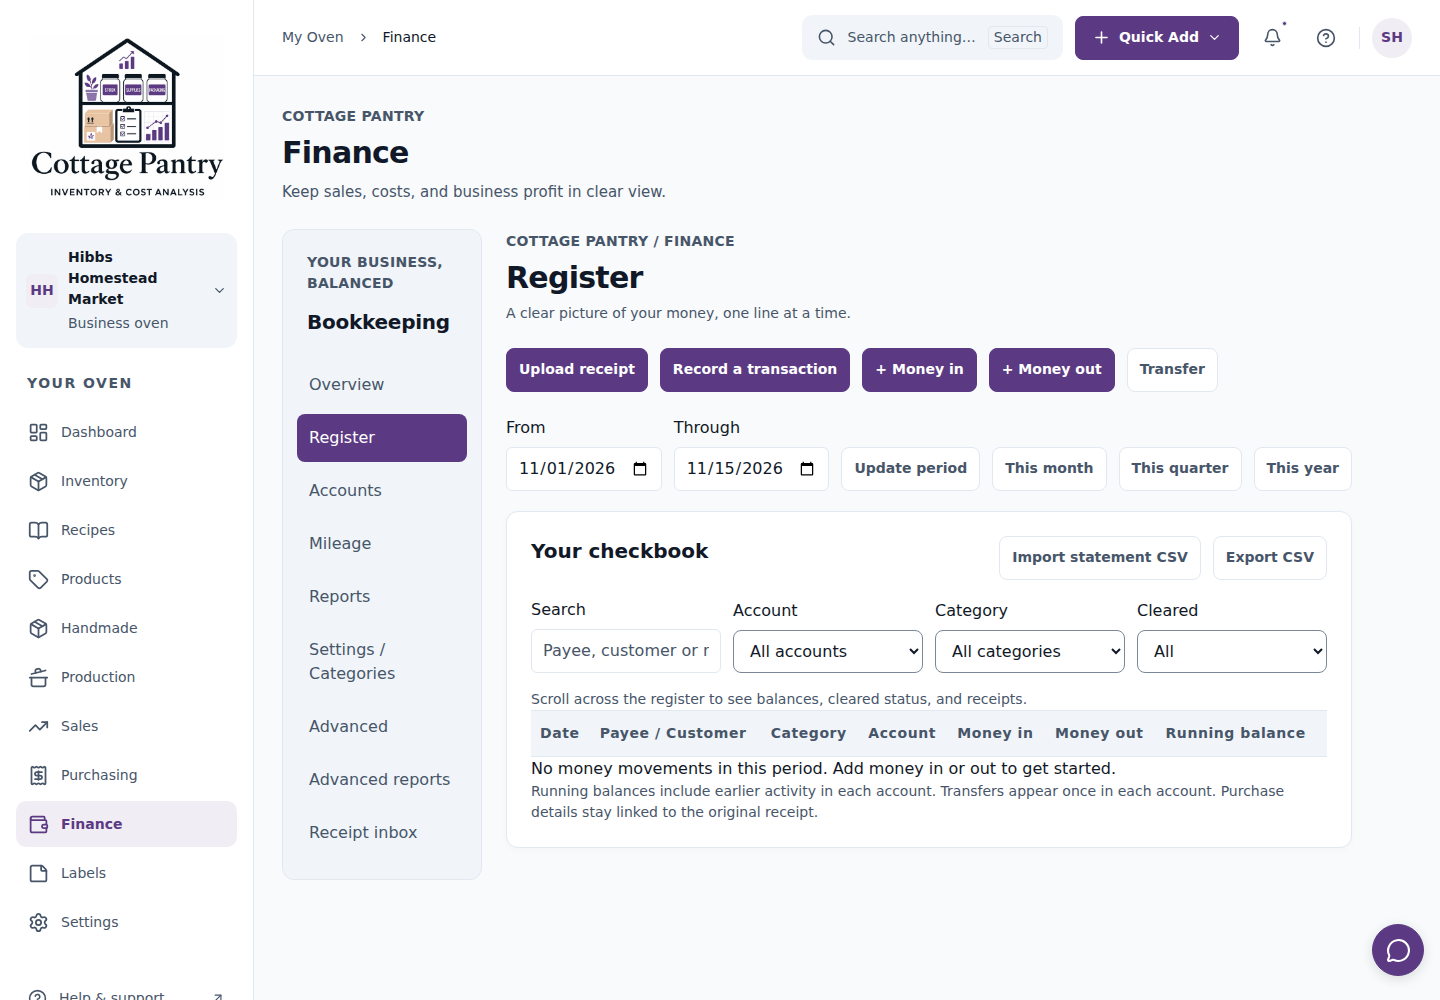 My Oven > Finance
Search anything... Search
Quick Add
SH
Cottage Pantry
INVENTORY & COST ANALYSIS
HH
Hibbs
Homestead
Market
Business oven
YOUR OVEN
Dashboard
Inventory
Recipes
Products
Handmade
Production
Sales
Purchasing
Finance
Labels
Settings
Help & support
COTTAGE PANTRY
Finance
Keep sales, costs, and business profit in clear view.
YOUR BUSINESS,
BALANCED
Bookkeeping
Overview
Register
Accounts
Mileage
Reports
Settings /
Categories
Advanced
Advanced reports
Receipt inbox
COTTAGE PANTRY / FINANCE
Register
A clear picture of your money, one line at a time.
Upload receipt Record a transaction + Money in + Money out Transfer
From Through
11/01/2026 11/15/2026 Update period This month This quarter This year
Your checkbook
Import statement CSV Export CSV
Search Account Category Cleared
Payee, customer or r All accounts All categories All
Scroll across the register to see balances, cleared status, and receipts.
Date Payee / Customer Category Account Money in Money out Running balance
No money movements in this period. Add money in or out to get started.
Running balances include earlier activity in each account. Transfers appear once in each account. Purchase
details stay linked to the original receipt.